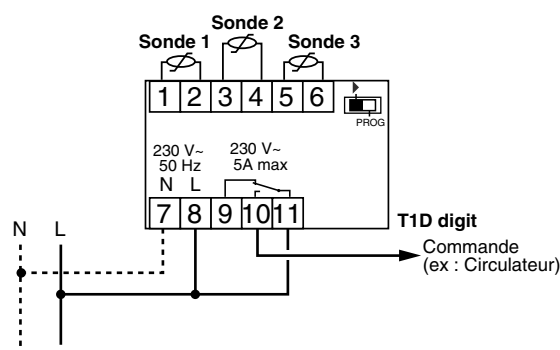 Sonde 1 Sonde 2 Sonde 3
1 2 3 4 5 6
PROG
230 V~ 230 V~
50 Hz 5A max
N L
7 8 9 10 11
T1D digit
N L
Commande
(ex : Circulateur)